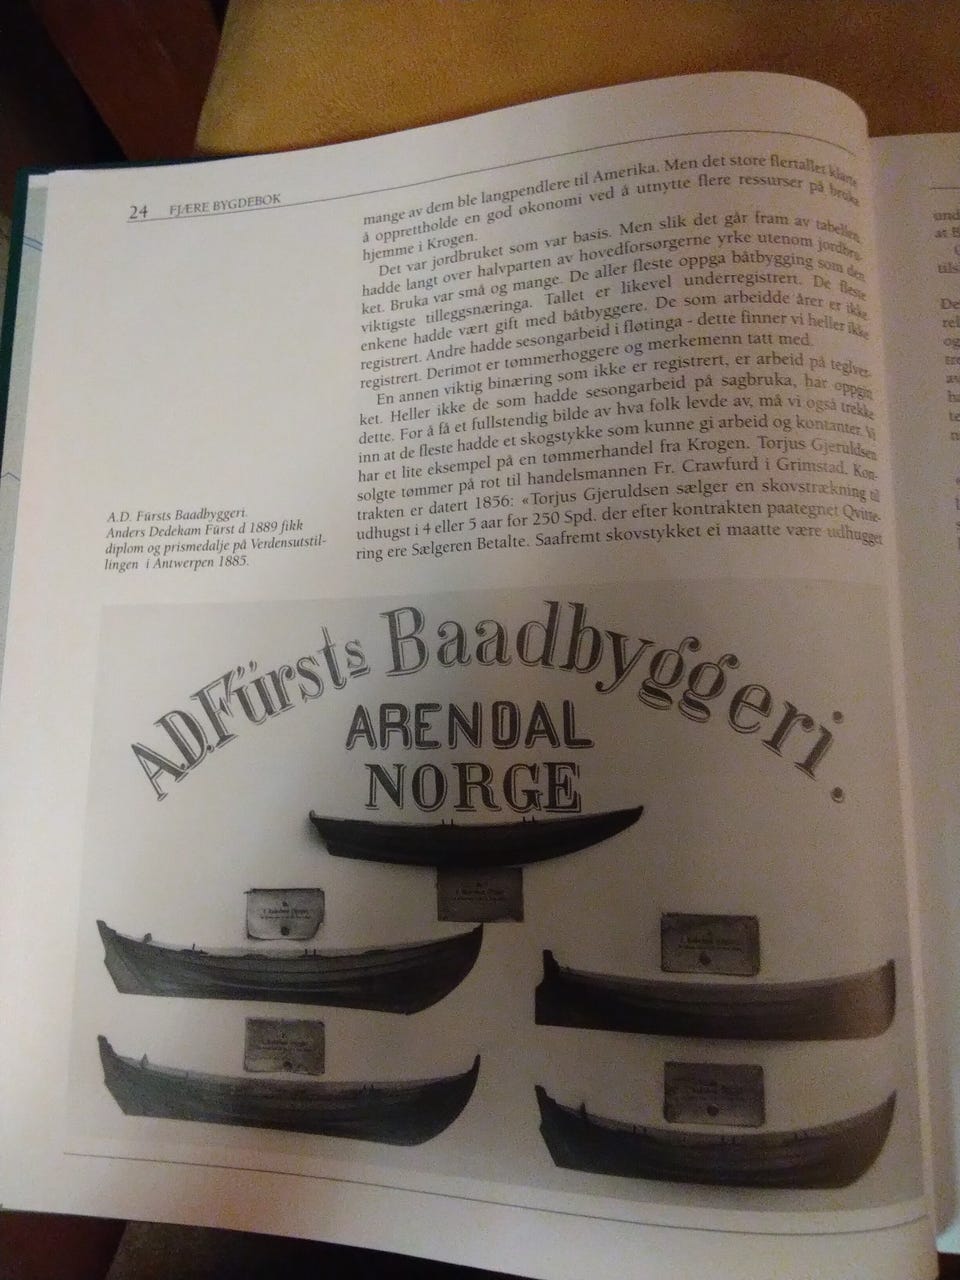 24 FJÆRE BYGDEBOK
mange av dem ble langpendlere til Amerika. Men det store flertallet klarte
å opprettholde en god økonomi ved å utnytte flere ressurser på bruka
hjemme i Krogen.
Det var jordbruket som var basis. Men slik det går fram av tabellen,
hadde langt over halvparten av hovedforsørgerne yrke utenom jordbru-
ket. Bruka var små og mange. De aller fleste oppga båtbygging som den
viktigste tilleggsnæringa. Tallet er likevel underregistrert. De fleste
enkene hadde vært gift med båtbyggere. De som arbeidde årer er ikke
registrert. Andre hadde sesongarbeid i fløtinga - dette finner vi heller ikke
registrert. Derimot er tømmerhoggere og merkemenn tatt med.
En annen viktig binæring som ikke er registrert, er arbeid på teglver-
ket. Heller ikke de som hadde sesongarbeid på sagbruka, har oppgitt
dette. For å få et fullstendig bilde av hva folk levde av, må vi også trekke
inn at de fleste hadde et skogstykke som kunne gi arbeid og kontanter. Vi
har et lite eksempel på en tømmerhandel fra Krogen. Torjus Gjeruldsen
solgte tømmer på rot til handelsmannen Fr. Crawfurd i Grimstad. Kon-
trakten er datert 1856: «Torjus Gjeruldsen sælger en skovstrækning til
udhugst i 4 eller 5 aar for 250 Spd. der efter kontrakten paategnet Qvitte-
ring ere Sælgeren Betalte. Saafremt skovstykket ei maatte være udhugget
A.D. Fürsts Baadbyggeri.
Anders Dedekam Fürst d 1889 fikk
diplom og prismedalje på Verdensutstil-
lingen i Antwerpen 1885.
A.D. Fürsts Baadbyggeri.
ARENDAL
NORGE